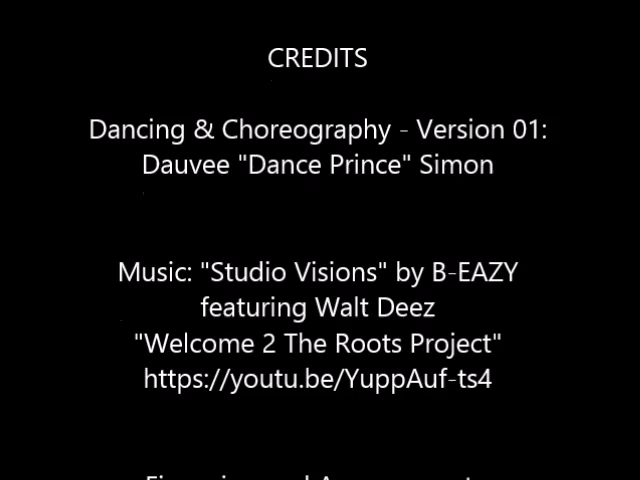 CREDITS
Dancing & Choreography - Version 01:
Dauvee "Dance Prince" Simon
Music: "Studio Visions" by B-EAZY
featuring Walt Deez
"Welcome 2 The Roots Project"
https://youtu.be/YuppAuf-ts4